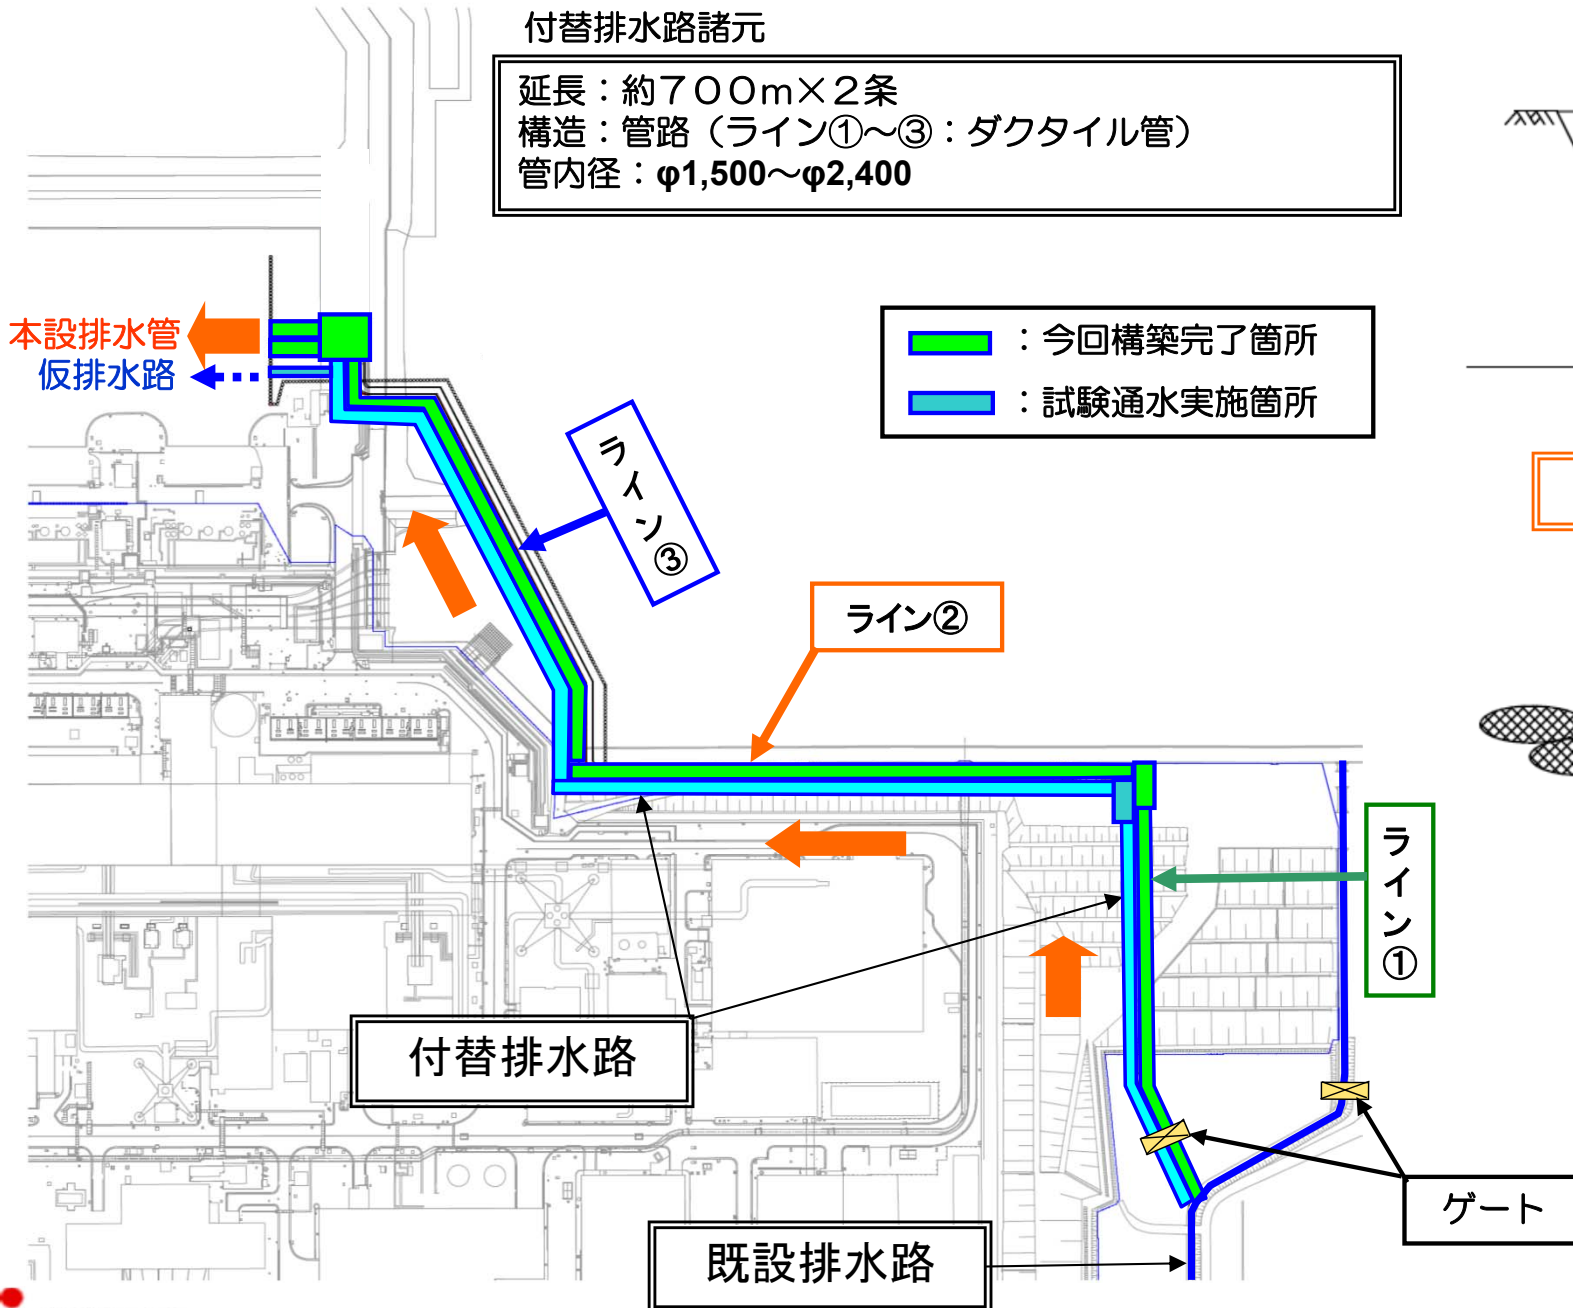 付替排水路諸元
延長：約７００ｍ×２条
構造：管路（ライン①～③：ダクタイル管）
管内径：φ1,500～φ2,400
本設排水管
仮排水路
：今回構築完了箇所
：試験通水実施箇所
ライン③
ライン②
ライン①
付替排水路
ゲート
既設排水路